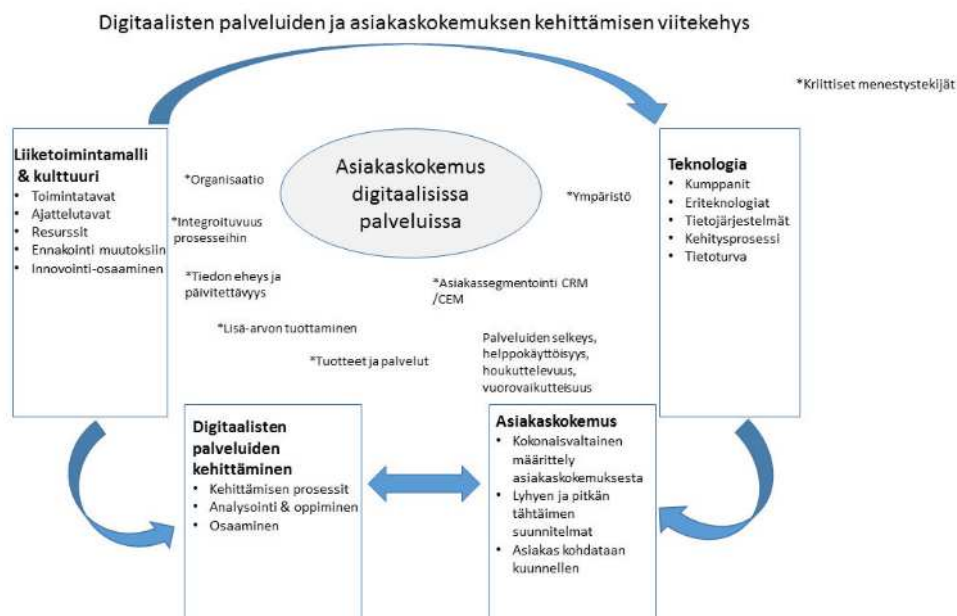 Digitaalisten palveluiden ja asiakaskokemuksen kehittämisen viitekehys
*Kriittiset menestystekijät
Liiketoimintamalli
& kulttuuri
• Toimintatavat
• Ajattelutavat
• Resurssit
• Ennakointi muutoksiin
• Innovointi-osaaminen
*Organisaatio
*Integroituvuus
prosesseihin
*Tiedon eheys ja
päivitettävyys
*Lisä-arvon tuottaminen
*Tuotteet ja palvelut
Asiakaskokemus
digitaalisissa
palveluissa
*Ympäristö
*Asiakassegmentointi CRM
/CEM
Palveluiden selkeys,
helppokäyttöisyys,
houkuttelevuus,
vuorovaikutteisuus
Teknologia
• Kumppanit
• Eriteknologiat
• Tietojärjestelmät
• Kehitysprosessi
• Tietoturva
Digitaalisten
palveluiden
kehittäminen
• Kehittämisen prosessit
• Analysointi & oppiminen
• Osaaminen
Asiakaskokemus
• Kokonaisvaltainen
määrittely
asiakaskokemuksesta
• Lyhyen ja pitkän
tähtäimen
suunnitelmat
• Asiakas kohdataan
kuunnellen